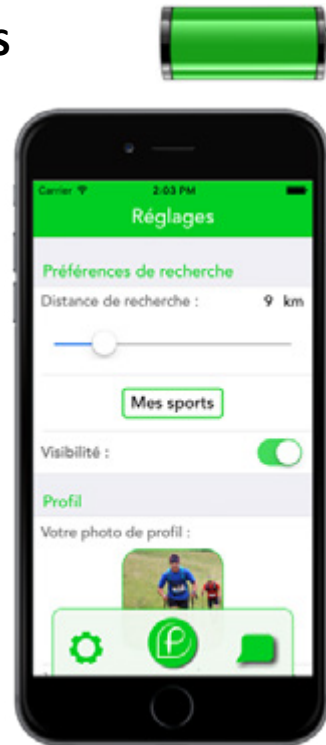 s
Carrier 2:03 PM
Réglages
Préférences de recherche
Distance de recherche : 9 km
Mes sports
Visibilité :
Profil
Votre photo de profil :